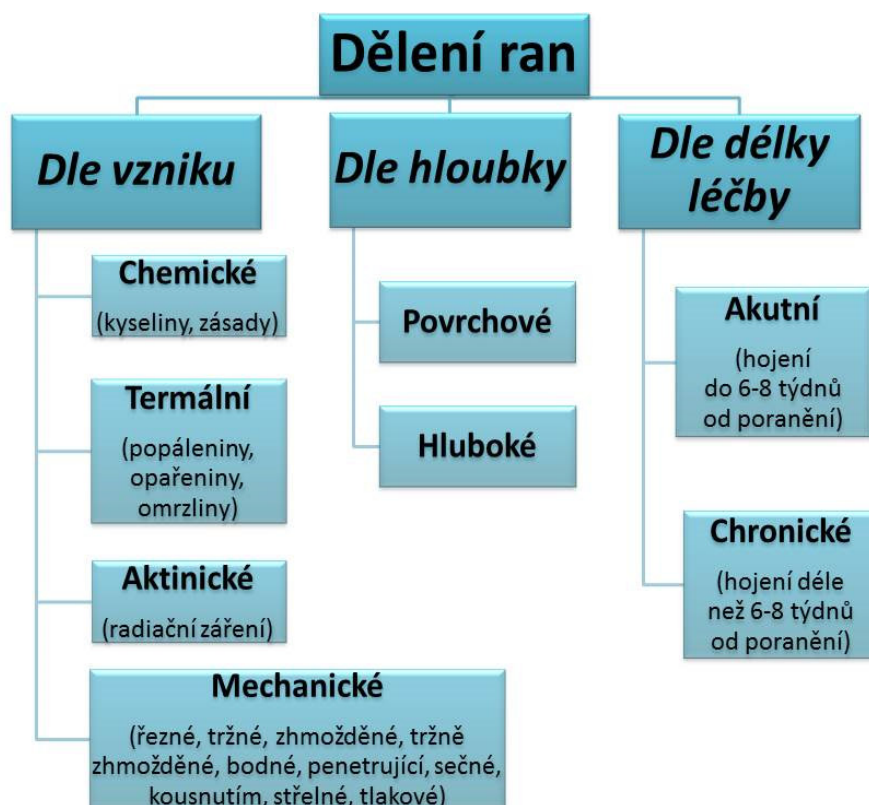 Dělení ran
Dle vzniku
Chemické
(kyseliny, zásady)
Termální
(popáleniny,
opařeniny,
omrzliny)
Aktinické
(radiační záření)
Mechanické
(řezné, tržné, zhmožděné, tržně
zhmožděné, bodné, penetrující, sečné,
kousnutím, střelné, tlakové)
Dle hloubky
Povrchové
Hluboké
Dle délky
léčby
Akutní
(hojení
do 6-8 týdnů
od poranění)
Chronické
(hojení déle
než 6-8 týdnů
od poranění)